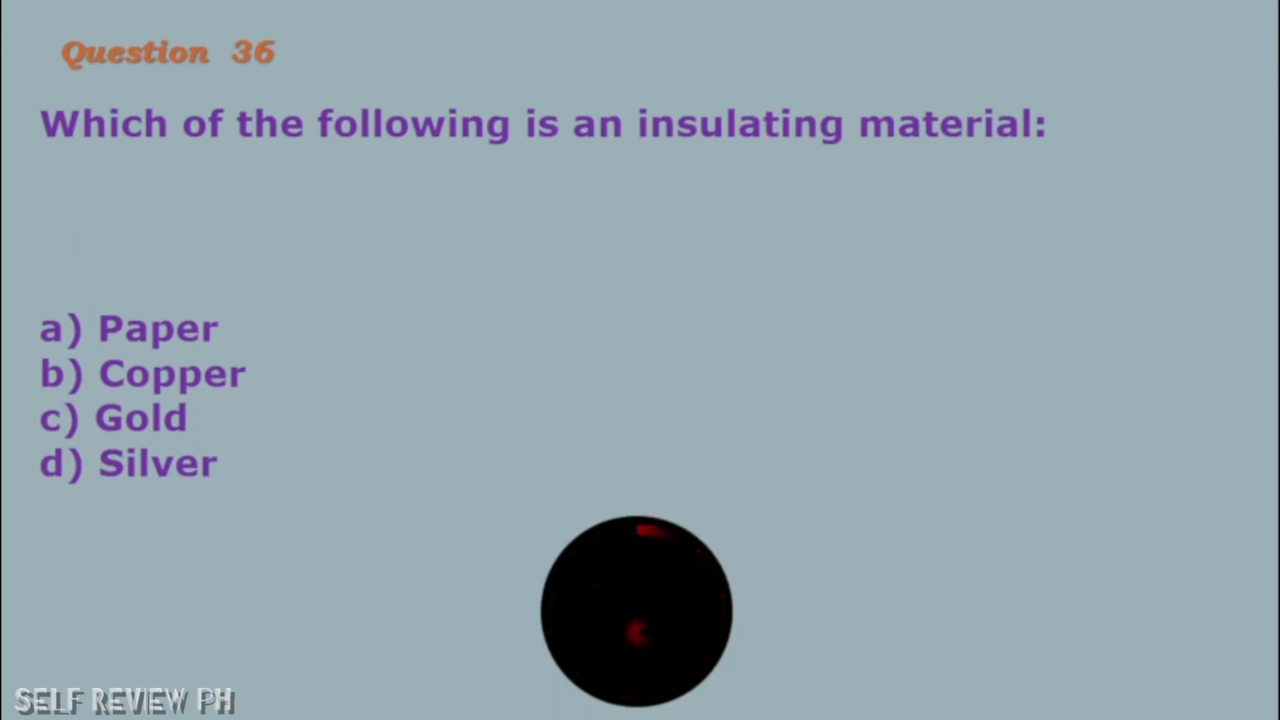 Question 36
Which of the following is an insulating material:
a) Paper
b) Copper
c) Gold
d) Silver
SELF REVIEW PH